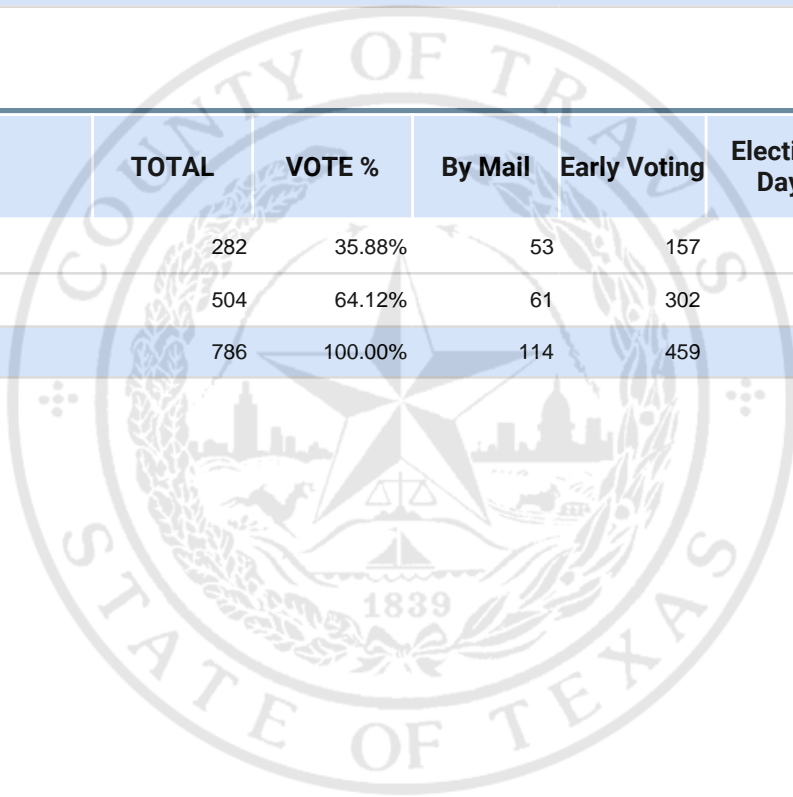 TOTAL VOTE % By Mail Early Voting
282 35.88% 53 157
504 64.12% 61 302
786 100.00% 114 459
COUNTY OF TRAVIS
1839
STATE OF TEXAS